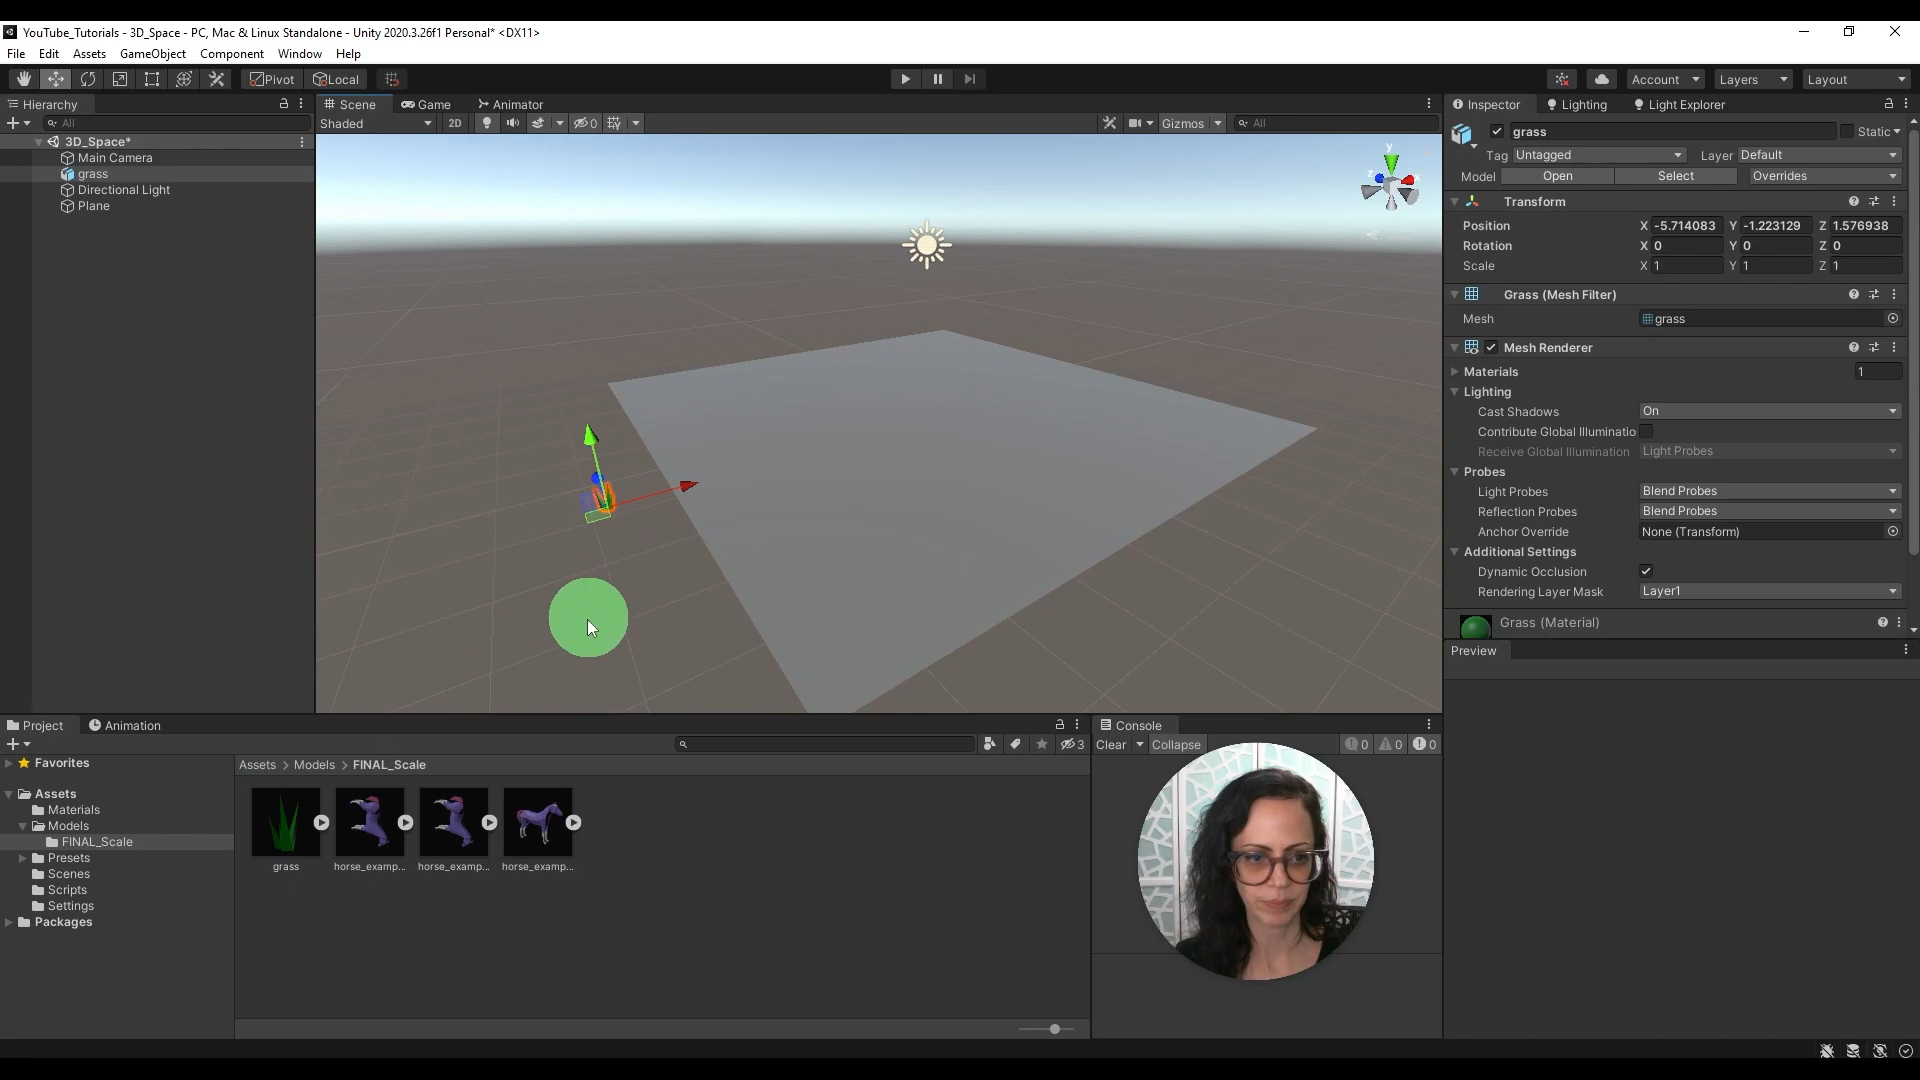 YouTube_Tutorials - 3D_Space - PC, Mac & Linux Standalone - Unity 2020.3.26f1 Personal* <DX11>
File Edit Assets GameObject Component Window Help
Pivot Local Account Layers Layout
Hierarchy
All
3D_Space*
Main Camera
grass
Directional Light
Plane
Scene Game Animator
Shaded 2D 0 Gizmos All
y
x
z
Inspector Lighting Light Explorer
grass Static
Tag Untagged Layer Default
Model Open Select Overrides
Transform
Position X -5.714083 Y -1.223129 Z 1.576938
Rotation X 0 Y 0 Z 0
Scale X 1 Y 1 Z 1
Grass (Mesh Filter)
Mesh grass
Mesh Renderer
Materials 1
Lighting
Cast Shadows On
Contribute Global Illuminatio
Receive Global Illumination Light Probes
Probes
Light Probes Blend Probes
Reflection Probes Blend Probes
Anchor Override None (Transform)
Additional Settings
Dynamic Occlusion
Rendering Layer Mask Layer1
Grass (Material)
Preview
Project Animation
3
Favorites
Assets
Materials
Models
FINAL_Scale
Presets
Scenes
Scripts
Settings
Packages
Assets > Models > FINAL_Scale
grass horse_examp... horse_examp... horse_examp...
Console
Clear Collapse 0 0 0